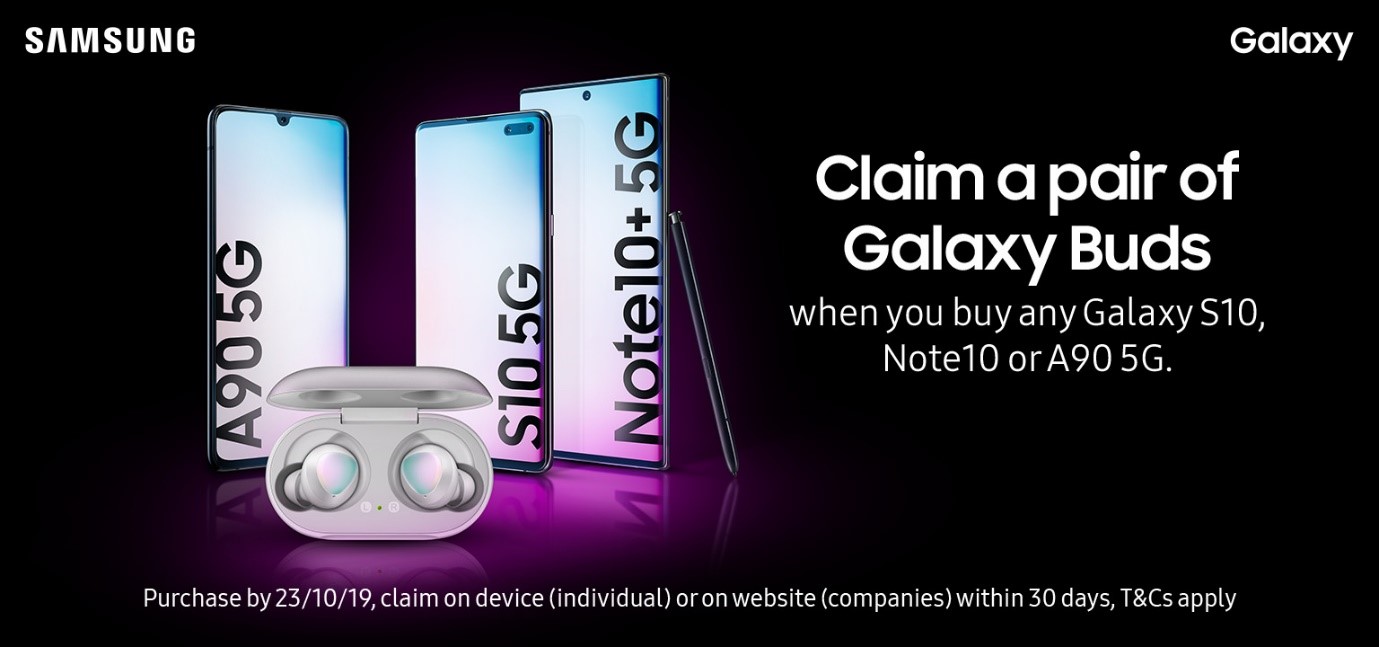 SAMSUNG
Galaxy
A90 5G
S10 5G
Note10+ 5G
Claim a pair of
Galaxy Buds
when you buy any Galaxy S10,
Note10 or A90 5G.
L R
Purchase by 23/10/19, claim on device (individual) or on website (companies) within 30 days, T&Cs apply